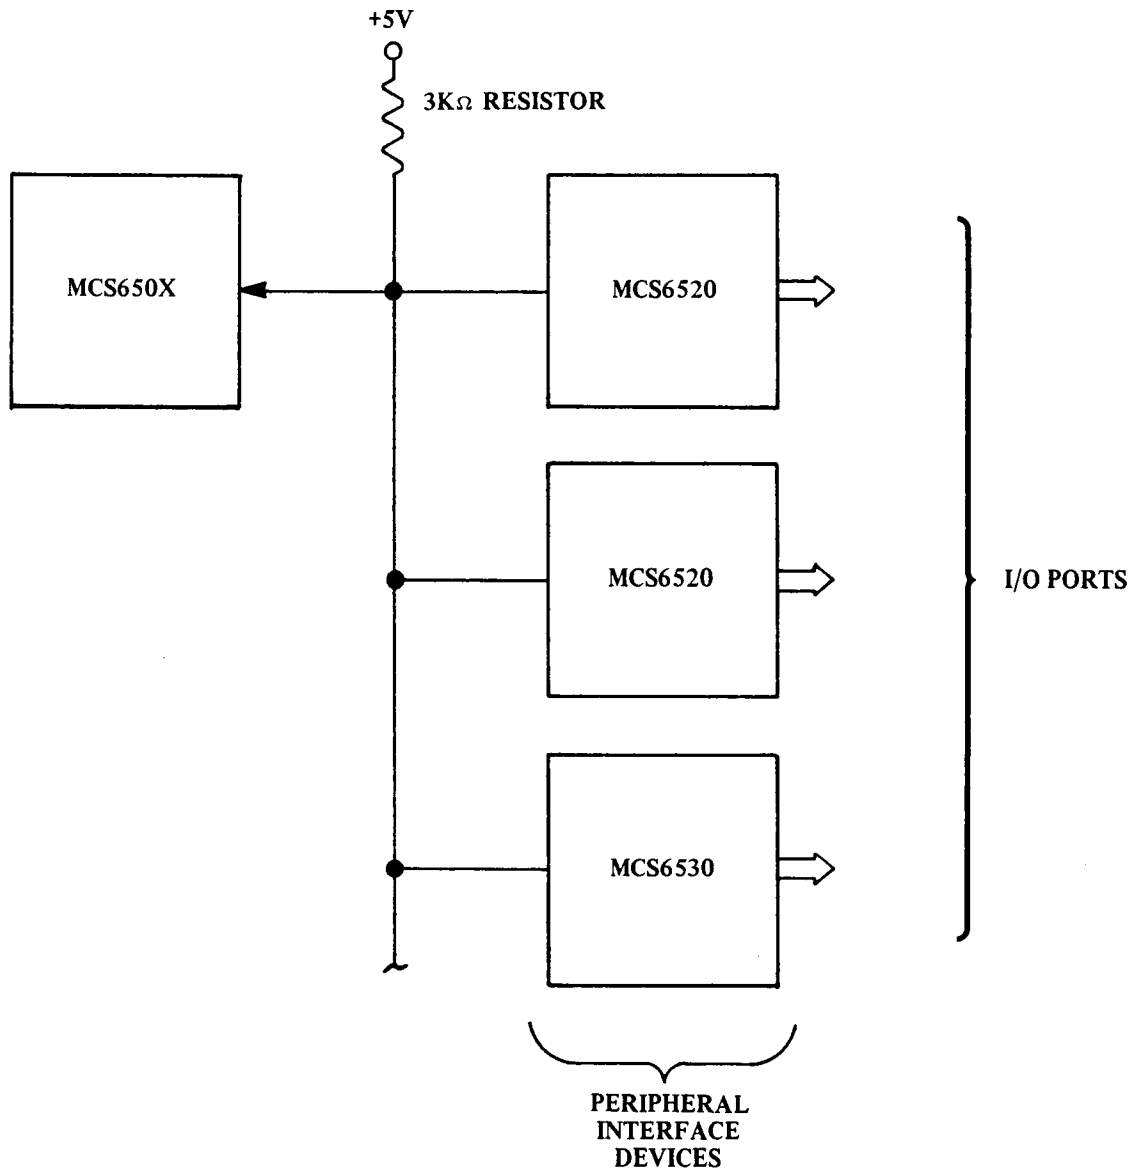 +5V
3KΩ RESISTOR
MCS650X
MCS6520
MCS6520
I/O PORTS
MCS6530
PERIPHERAL
INTERFACE
DEVICES